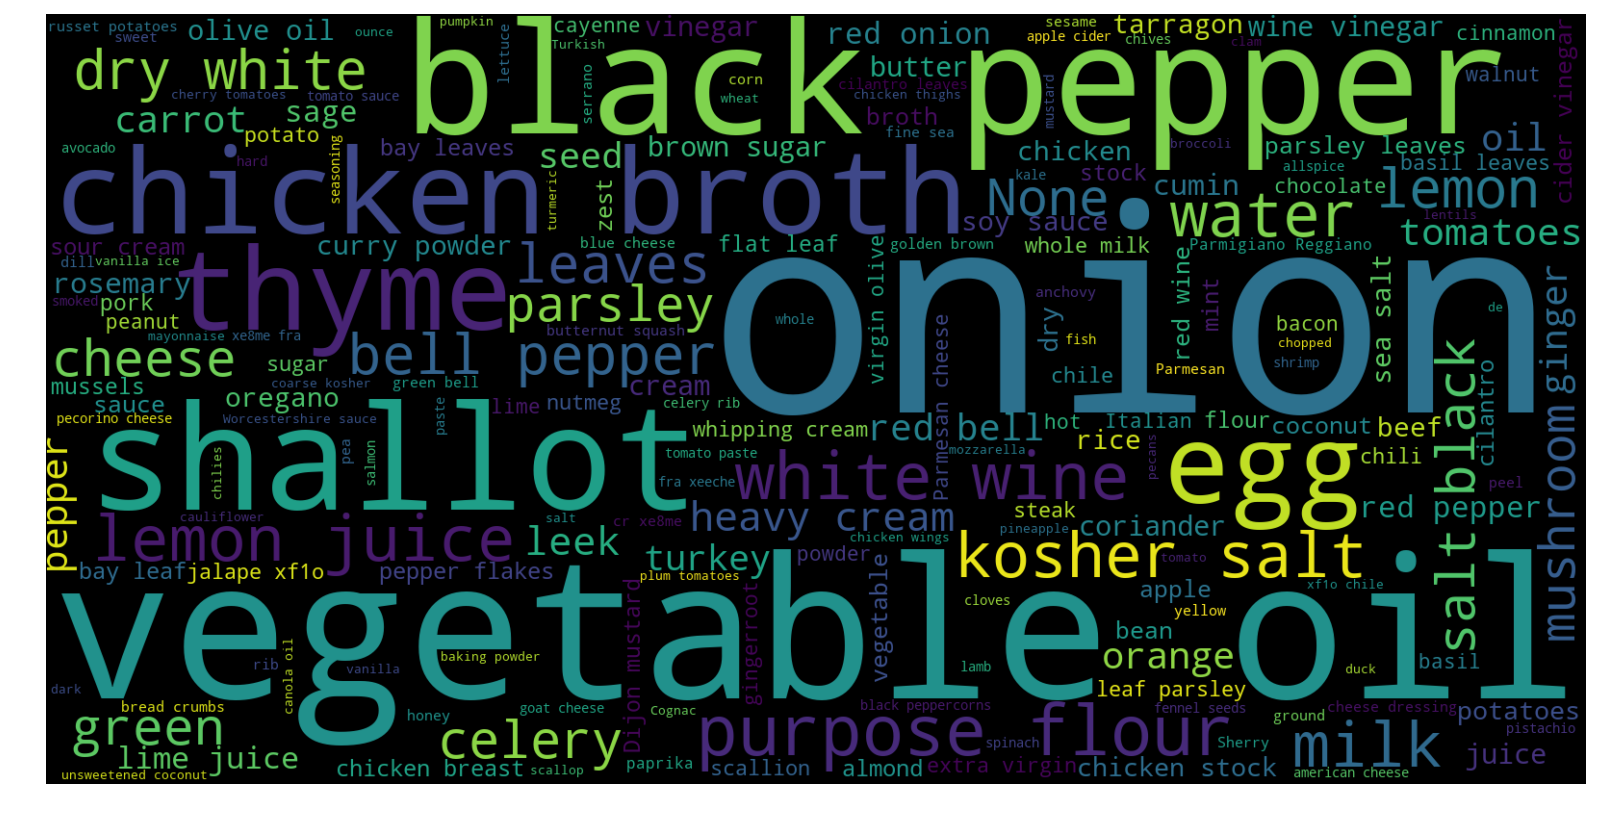 russet potatoes
sweet
olive oil
pumpkin
ounce
cayenne
vinegar
Turkish
lettuce
red onion
sesame
apple cider
chives
tarragon
clam
wine vinegar
cinnamon
dry white
black pepper
butter
walnut
cherry tomatoes
tomato sauce
serrano
corn
wheat
cilantro leaves
chicken thighs
mustard
cider vinegar
carrot
sage
potato
broth
fine sea
broccoli
oil
avocado
hard
seasoning
bay leaves
seed
brown sugar
chicken
stock
parsley leaves
basil leaves
allspice
kale
chicken broth
turmeric
zest
None
cumin
chocolate
lemon
lentils
soy sauce
water
tomatoes
sour cream
curry powder
blue cheese
flat leaf
golden brown
whole milk
Parmigiano Reggiano
dill
vanilla ice
rosemary
smoked
pork
peanut
thyme
leaves
parsley
onion
virgin olive
anchovy
red wine
mint
sea salt
ginger
de
whole
bacon
chopped
mayonnaise
xe8me fra
butternut squash
dry
fish
shrimp
cheese
sugar
bell pepper
Parmesan cheese
Parmesan
chile
mussels
coarse kosher
green bell
cream
sauce
oregano
lime
nutmeg
celery rib
pecorino cheese
Worcestershire sauce
paste
whipping cream
red bell
hot
Italian
flour
coconut
beef
salt black
cilantro
mushroom
shallot
pea
salmon
chilies
tomato paste
mozzarella
rice
pecans
egg
chili
pepper
fra xeeche
white wine
peel
cauliflower
salt
cr xe8me
chicken wings
steak
pineapple
red pepper
lemon juice
leek
heavy cream
coriander
turkey
powder
kosher salt
tomato
bay leaf
jalape xf1o
pepper flakes
plum tomatoes
vegetable
cloves
apple
yellow
xf1o chile
vegetable oil
Dijon mustard
gingerroot
bean
orange
basil
rib
canola oil
vanilla
baking powder
lamb
duck
dark
leaf parsley
bread crumbs
honey
goat cheese
Cognac
black peppercorns
fennel seeds
ground
cheese dressing
potatoes
pistachio
green
celery
purpose flour
spinach
Sherry
milk
juice
lime juice
unsweetened coconut
chicken breast
scallop
paprika
scallion
almond
extra virgin
chicken stock
american cheese